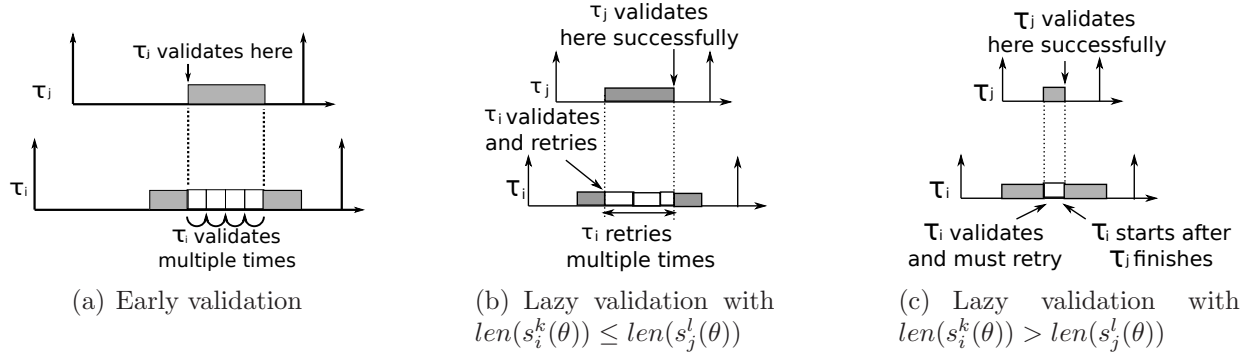 τj validates here
τj
τi
τi validates
multiple times
(a) Early validation
τj validates
here successfully
τj
τi validates
and retries
τi
τi retries
multiple times
(b) Lazy validation with
len(s_i^k(θ)) ≤ len(s_j^l(θ))
τj validates
here successfully
τj
τi
τi validates
and must retry
τi starts after
τj finishes
(c) Lazy validation with
len(s_i^k(θ)) > len(s_j^l(θ))